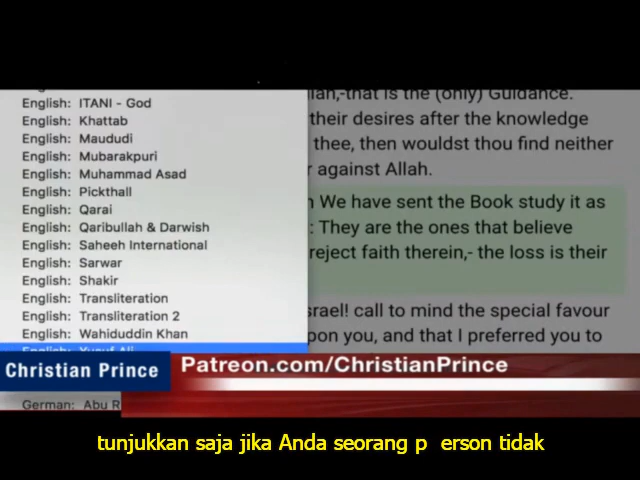 English: ITANI - God
English: Khattab
English: Maududi
English: Mubarakpuri
English: Muhammad Asad
English: Pickthall
English: Qarai
English: Qaribullah & Darwish
English: Saheeh International
English: Sarwar
English: Shakir
English: Transliteration
English: Transliteration 2
English: Wahiduddin Khan
English: Yusuf Ali
German: Abu R
that is the (only) Guidance.
their desires after the knowledge
thee, then wouldst thou find neither
against Allah.
We have sent the Book study it as
: They are the ones that believe
reject faith therein,- the loss is their
srael! call to mind the special favour
pon you, and that I preferred you to
Christian Prince
Patreon.com/ChristianPrince
tunjukkan saja jika Anda seorang p erson tidak